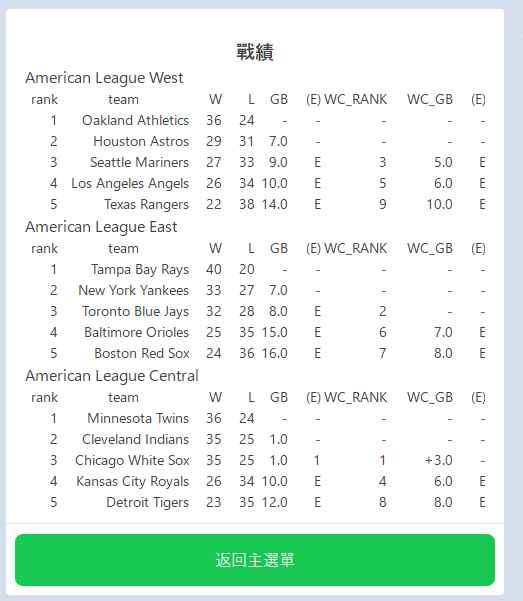 戰績
American League West
rank team W L GB (E) WC_RANK WC_GB (E)
1 Oakland Athletics 36 24 - - - - -
2 Houston Astros 29 31 7.0 - - - -
3 Seattle Mariners 27 33 9.0 E 3 5.0 E
4 Los Angeles Angels 26 34 10.0 E 5 6.0 E
5 Texas Rangers 22 38 14.0 E 9 10.0 E
American League East
rank team W L GB (E) WC_RANK WC_GB (E)
1 Tampa Bay Rays 40 20 - - - - -
2 New York Yankees 33 27 7.0 - - - -
3 Toronto Blue Jays 32 28 8.0 E 2 - -
4 Baltimore Orioles 25 35 15.0 E 6 7.0 E
5 Boston Red Sox 24 36 16.0 E 7 8.0 E
American League Central
rank team W L GB (E) WC_RANK WC_GB (E)
1 Minnesota Twins 36 24 - - - - -
2 Cleveland Indians 35 25 1.0 - - - -
3 Chicago White Sox 35 25 1.0 1 1 +3.0 -
4 Kansas City Royals 26 34 10.0 E 4 6.0 E
5 Detroit Tigers 23 35 12.0 E 8 8.0 E
返回主選單